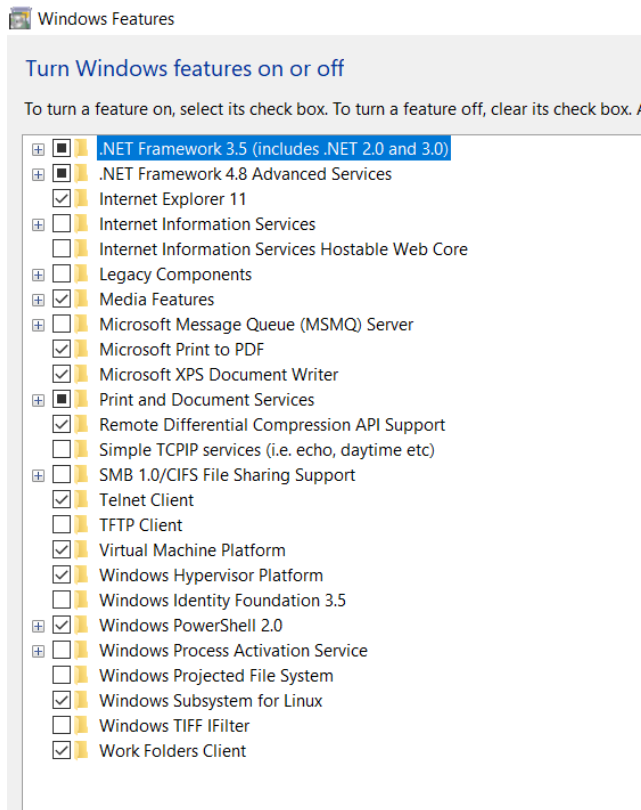 Windows Features
Turn Windows features on or off
To turn a feature on, select its check box. To turn a feature off, clear its check box.
.NET Framework 3.5 (includes .NET 2.0 and 3.0)
.NET Framework 4.8 Advanced Services
Internet Explorer 11
Internet Information Services
Internet Information Services Hostable Web Core
Legacy Components
Media Features
Microsoft Message Queue (MSMQ) Server
Microsoft Print to PDF
Microsoft XPS Document Writer
Print and Document Services
Remote Differential Compression API Support
Simple TCPIP services (i.e. echo, daytime etc)
SMB 1.0/CIFS File Sharing Support
Telnet Client
TFTP Client
Virtual Machine Platform
Windows Hypervisor Platform
Windows Identity Foundation 3.5
Windows PowerShell 2.0
Windows Process Activation Service
Windows Projected File System
Windows Subsystem for Linux
Windows TIFF IFilter
Work Folders Client